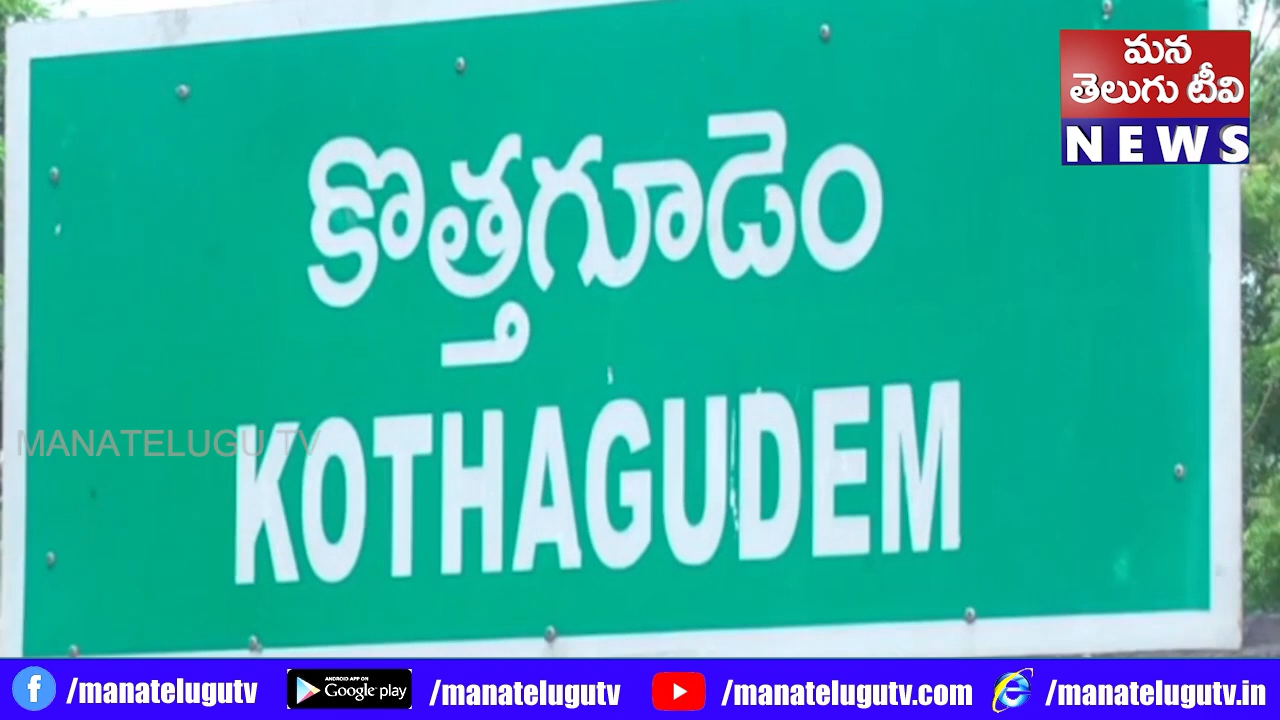 మన
తెలుగు టీవి
NEWS
కొత్తగూడెం
KOTHAGUDEM
MANATELUGU TV
f /manatelugutv
ANDROID APP ON
Google play
/manatelugutv
/manatelugutv.com
/manatelugutv.in